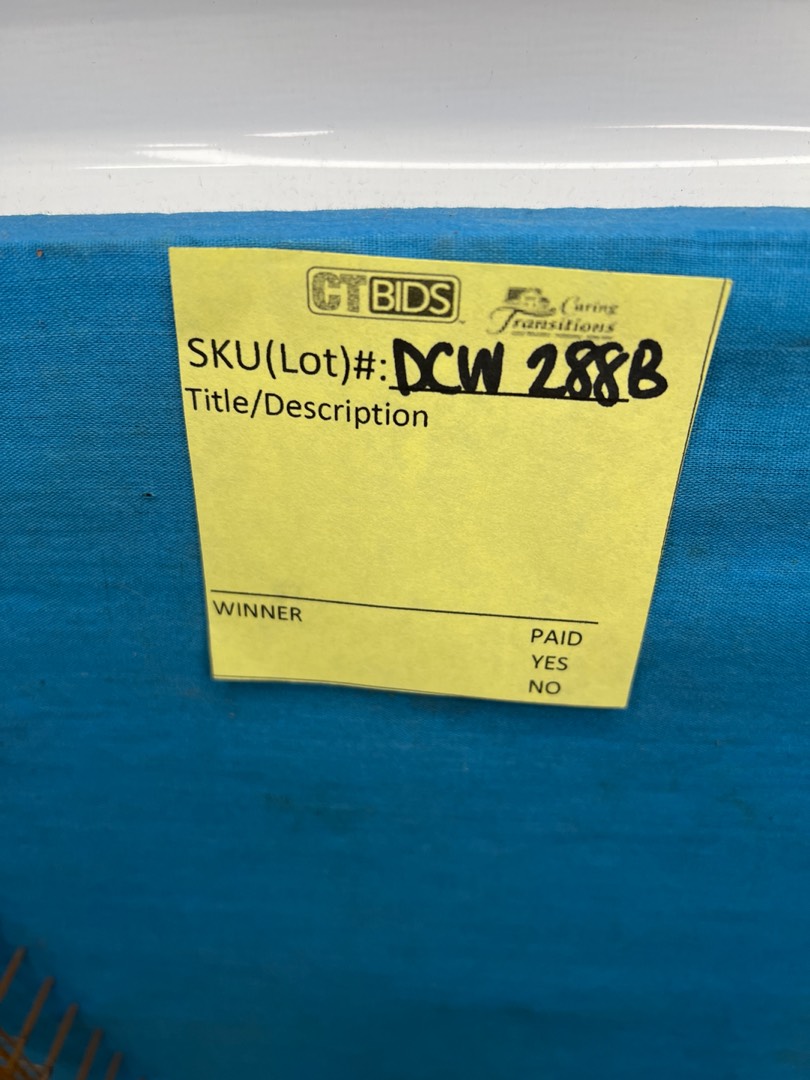 CTBIDS
Caring
Transitions
SKU(Lot)#: DCW 288B
Title/Description
WINNER
PAID
YES
NO